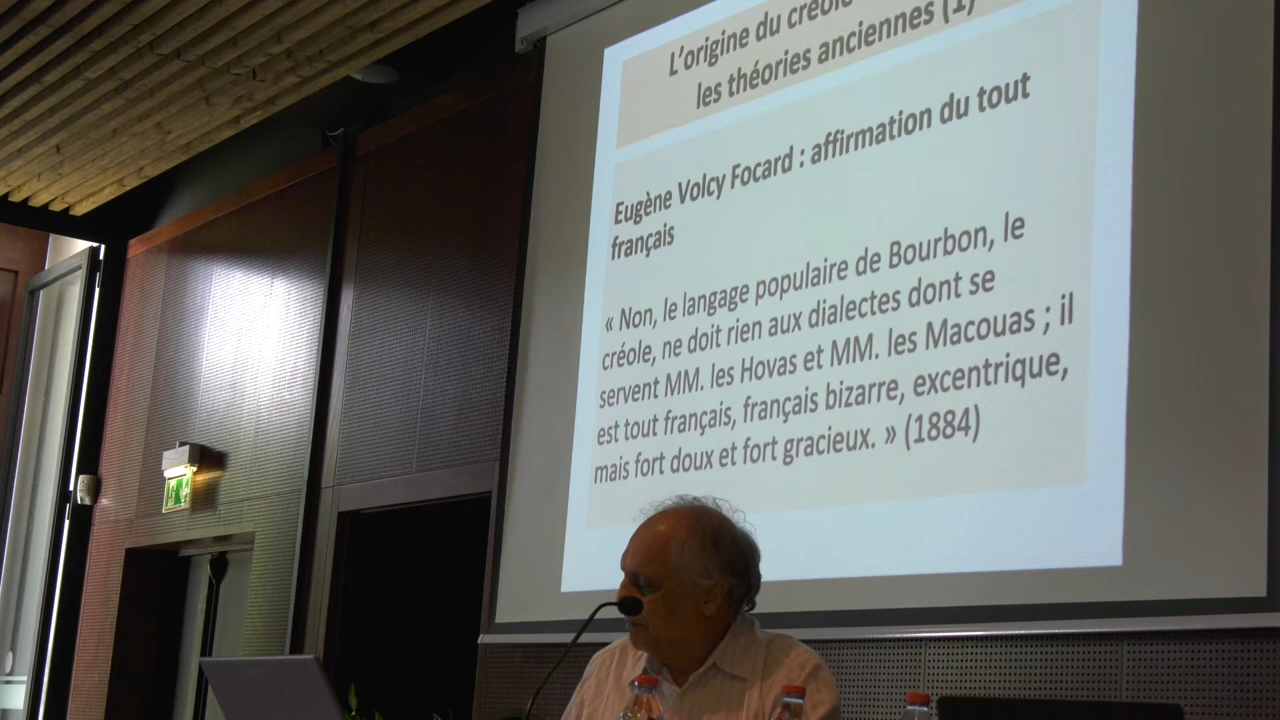 L'origine du créole
les théories anciennes (1)
Eugène Volcy Focard : affirmation du tout
français
« Non, le langage populaire de Bourbon, le
créole, ne doit rien aux dialectes dont se
servent MM. les Hovas et MM. les Macouas ; il
est tout français, français bizarre, excentrique,
mais fort doux et fort gracieux. » (1884)